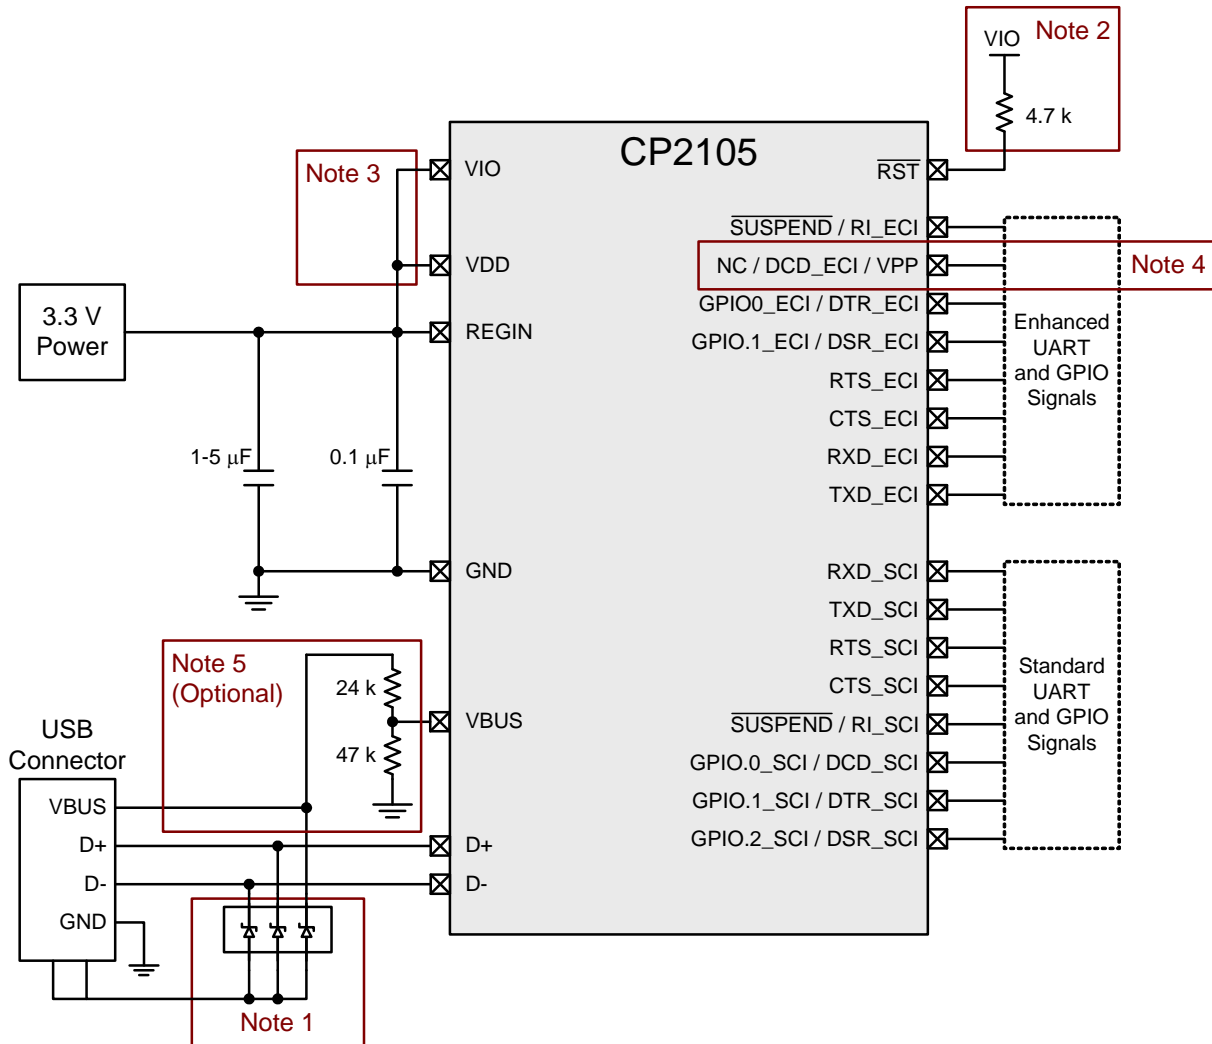 Note 2
VIO
4.7 k
CP2105
Note 3
VIO
RST
SUSPEND / RI_ECI
VDD
NC / DCD_ECI / VPP
Note 4
GPIO0_ECI / DTR_ECI
3.3 V
Power
REGIN
GPIO.1_ECI / DSR_ECI
Enhanced
UART
and GPIO
Signals
RTS_ECI
CTS_ECI
1-5 μF
0.1 μF
RXD_ECI
TXD_ECI
GND
RXD_SCI
TXD_SCI
RTS_SCI
CTS_SCI
Note 5
(Optional)
24 k
47 k
VBUS
SUSPEND / RI_SCI
GPIO.0_SCI / DCD_SCI
GPIO.1_SCI / DTR_SCI
GPIO.2_SCI / DSR_SCI
Standard
UART
and GPIO
Signals
USB
Connector
VBUS
D+
D-
GND
D+
D-
Note 1